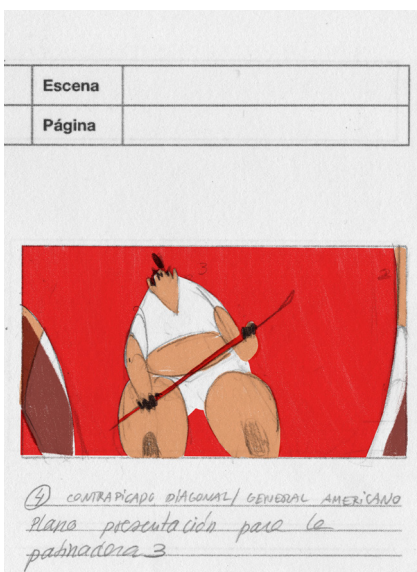 Escena
Página
3
2
④ CONTRAPICADO DIAGONAL / GENERAL AMERICANO
Plano presentación para la
patinadora 3